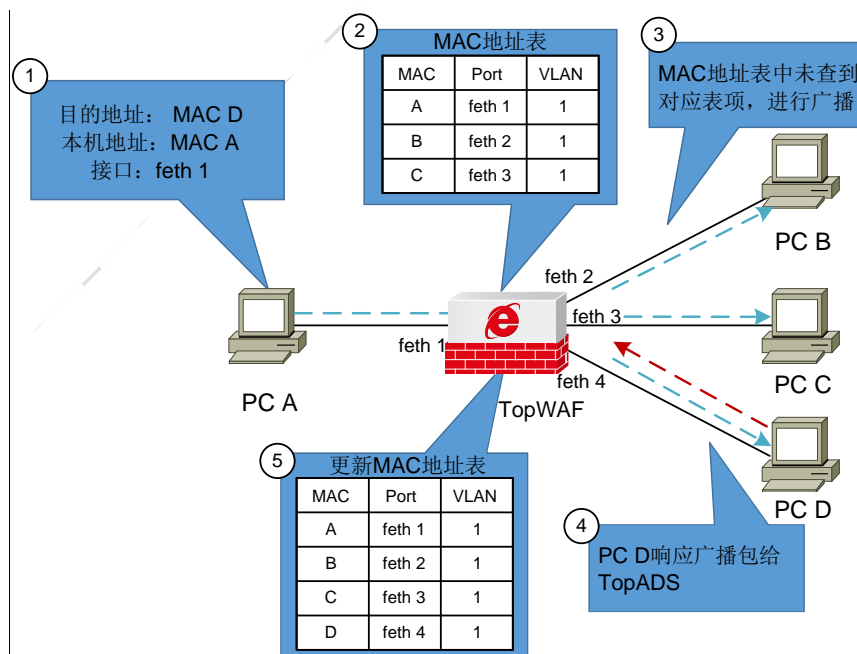 1
目的地址： MAC D
本机地址：MAC A
接口：feth 1
2
MAC地址表
MAC Port VLAN
A feth 1 1
B feth 2 1
C feth 3 1
3
MAC地址表中未查到
对应表项，进行广播
PC B
feth 2
feth 3
feth 1
feth 4
PC A
TopWAF
PC C
PC D
5
更新MAC地址表
MAC Port VLAN
A feth 1 1
B feth 2 1
C feth 3 1
D feth 4 1
4
PC D响应广播包给
TopADS